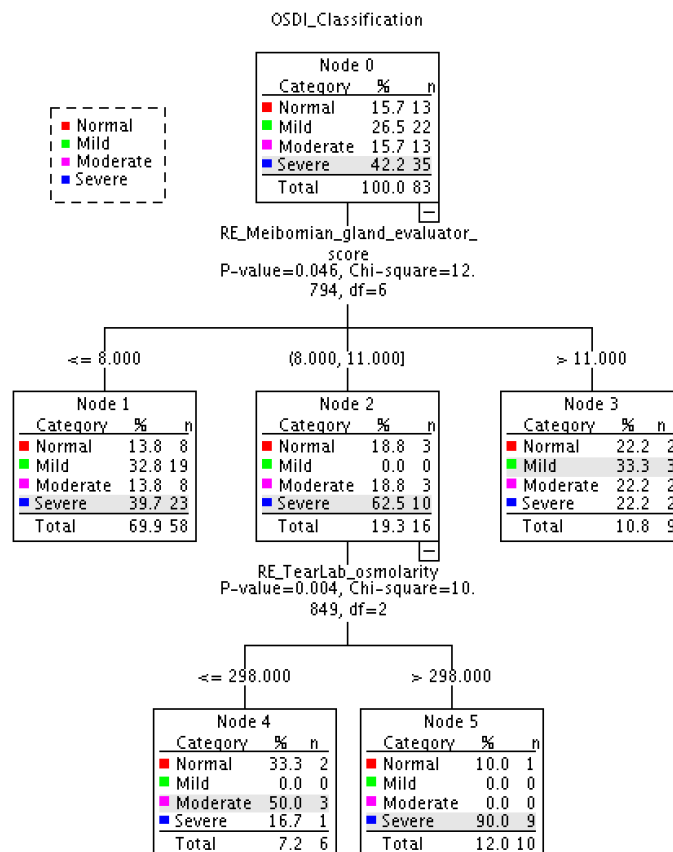 OSDI_Classification
Normal
Mild
Moderate
Severe
Node 0
Category % n
Normal 15.7 13
Mild 26.5 22
Moderate 15.7 13
Severe 42.2 35
Total 100.0 83
RE_Meibomian_gland_evaluator_
score
P-value=0.046, Chi-square=12.
794, df=6
<= 8.000
(8.000, 11.000]
> 11.000
Node 1
Category % n
Normal 13.8 8
Mild 32.8 19
Moderate 13.8 8
Severe 39.7 23
Total 69.9 58
Node 2
Category % n
Normal 18.8 3
Mild 0.0 0
Moderate 18.8 3
Severe 62.5 10
Total 19.3 16
Node 3
Category % n
Normal 22.2 2
Mild 33.3 3
Moderate 22.2 2
Severe 22.2 2
Total 10.8 9
RE_TearLab_osmolarity
P-value=0.004, Chi-square=10.
849, df=2
<= 298.000
> 298.000
Node 4
Category % n
Normal 33.3 2
Mild 0.0 0
Moderate 50.0 3
Severe 16.7 1
Total 7.2 6
Node 5
Category % n
Normal 10.0 1
Mild 0.0 0
Moderate 0.0 0
Severe 90.0 9
Total 12.0 10